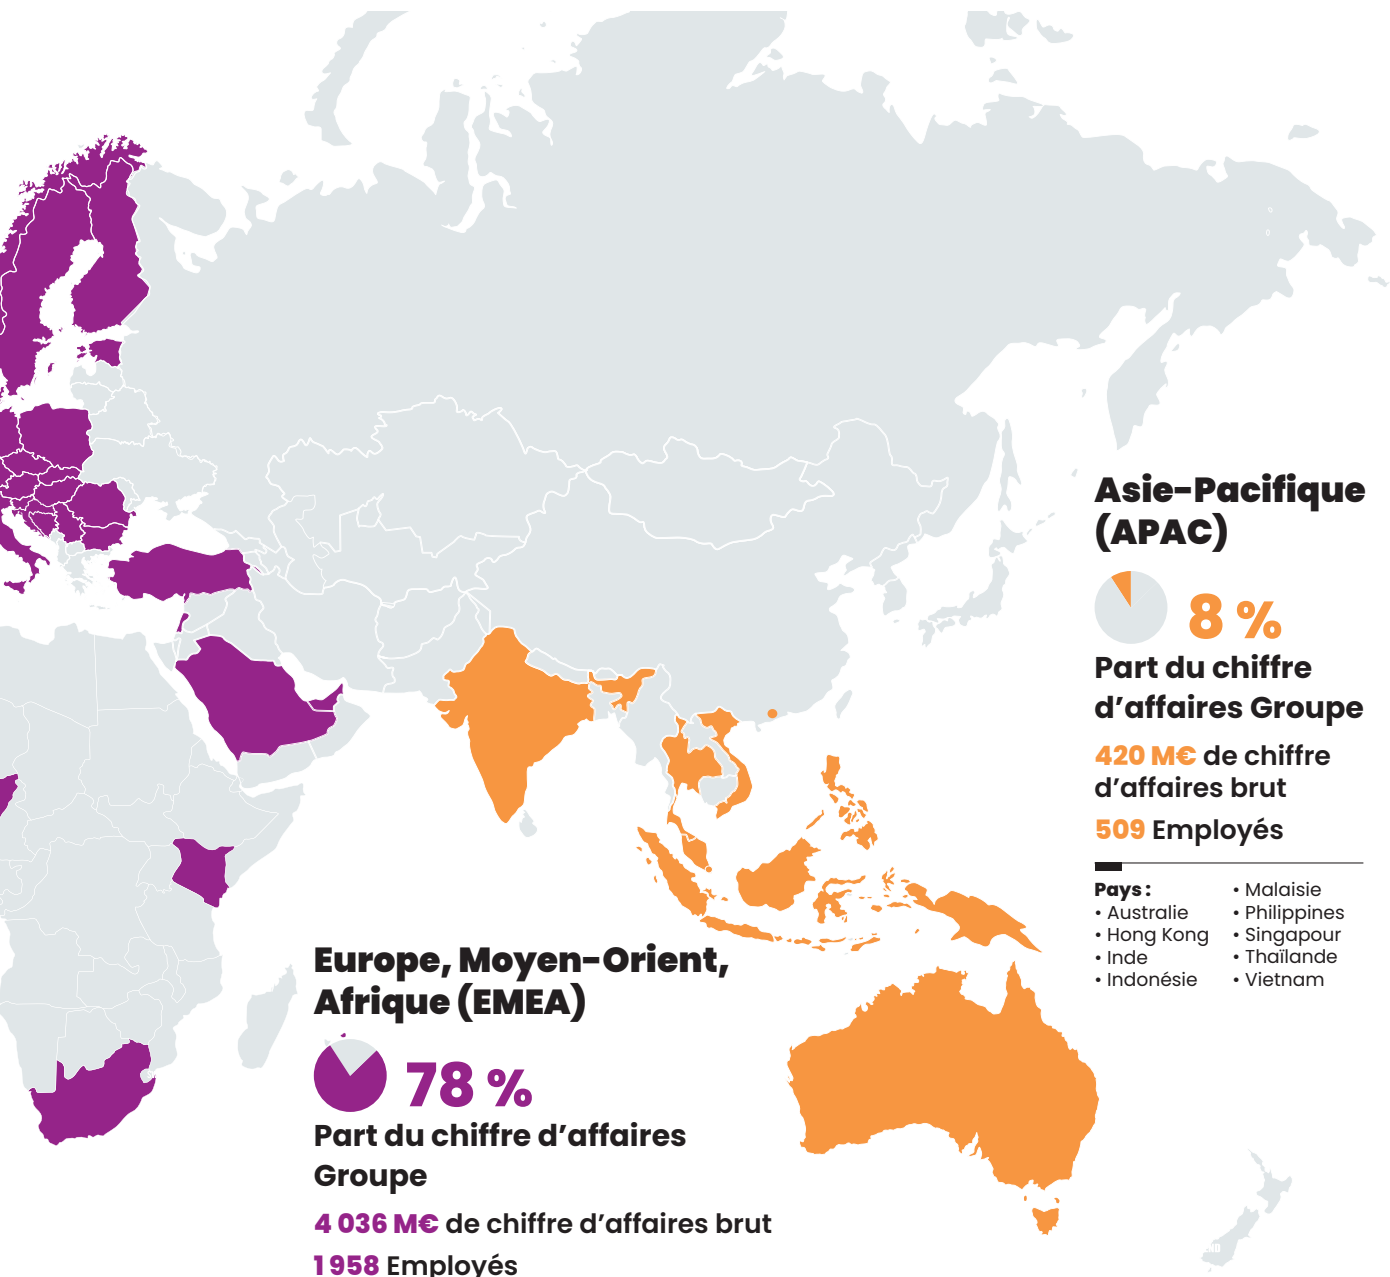 Asie-Pacifique
(APAC)
8 %
Part du chiffre
d'affaires Groupe
420 M€ de chiffre
d'affaires brut
509 Employés
Pays :
• Australie
• Hong Kong
• Inde
• Indonésie
• Malaisie
• Philippines
• Singapour
• Thaïlande
• Vietnam
Europe, Moyen-Orient,
Afrique (EMEA)
78 %
Part du chiffre d'affaires
Groupe
4 036 M€ de chiffre d'affaires brut
1 958 Employés